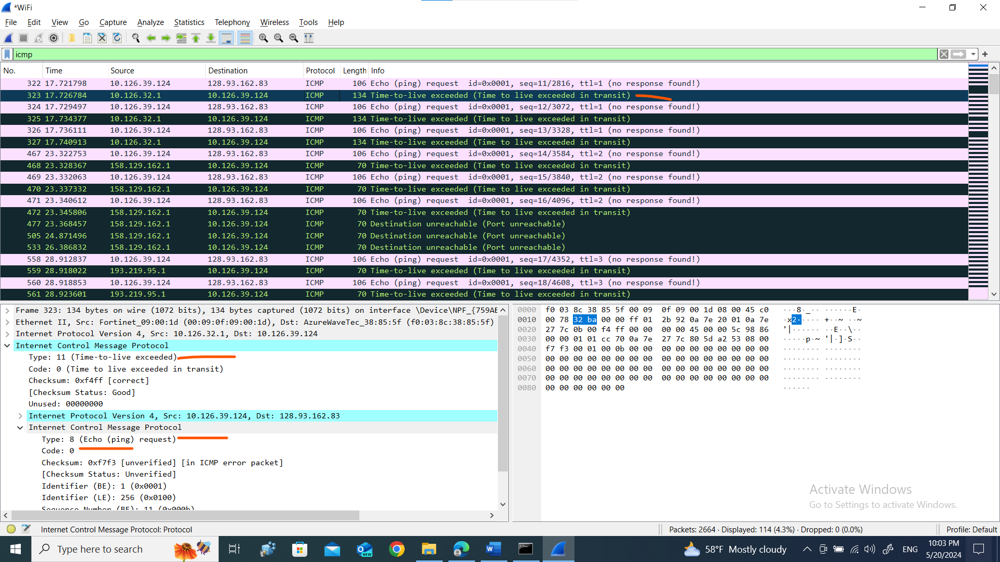 *WiFi
File Edit View Go Capture Analyze Statistics Telephony Wireless Tools Help
icmp
No. Time Source Destination Protocol Length Info
322 17.721798 10.126.39.124 128.93.162.83 ICMP 106 Echo (ping) request id=0x0001, seq=11/2816, ttl=1 (no response found!)
323 17.726784 10.126.32.1 10.126.39.124 ICMP 134 Time-to-live exceeded (Time to live exceeded in transit)
324 17.729497 10.126.39.124 128.93.162.83 ICMP 106 Echo (ping) request id=0x0001, seq=12/3072, ttl=1 (no response found!)
325 17.734377 10.126.32.1 10.126.39.124 ICMP 134 Time-to-live exceeded (Time to live exceeded in transit)
326 17.736111 10.126.39.124 128.93.162.83 ICMP 106 Echo (ping) request id=0x0001, seq=13/3328, ttl=1 (no response found!)
327 17.740913 10.126.32.1 10.126.39.124 ICMP 134 Time-to-live exceeded (Time to live exceeded in transit)
467 23.322753 10.126.39.124 128.93.162.83 ICMP 106 Echo (ping) request id=0x0001, seq=14/3584, ttl=2 (no response found!)
468 23.328367 158.129.162.1 10.126.39.124 ICMP 70 Time-to-live exceeded (Time to live exceeded in transit)
469 23.332063 10.126.39.124 128.93.162.83 ICMP 106 Echo (ping) request id=0x0001, seq=15/3840, ttl=2 (no response found!)
470 23.337332 158.129.162.1 10.126.39.124 ICMP 70 Time-to-live exceeded (Time to live exceeded in transit)
471 23.340612 10.126.39.124 128.93.162.83 ICMP 106 Echo (ping) request id=0x0001, seq=16/4096, ttl=2 (no response found!)
472 23.345806 158.129.162.1 10.126.39.124 ICMP 70 Time-to-live exceeded (Time to live exceeded in transit)
477 23.368457 158.129.162.1 10.126.39.124 ICMP 70 Destination unreachable (Port unreachable)
505 24.871496 158.129.162.1 10.126.39.124 ICMP 70 Destination unreachable (Port unreachable)
533 26.386832 158.129.162.1 10.126.39.124 ICMP 70 Destination unreachable (Port unreachable)
558 28.912837 10.126.39.124 128.93.162.83 ICMP 106 Echo (ping) request id=0x0001, seq=17/4352, ttl=3 (no response found!)
559 28.918022 193.219.95.1 10.126.39.124 ICMP 70 Time-to-live exceeded (Time to live exceeded in transit)
560 28.918853 10.126.39.124 128.93.162.83 ICMP 106 Echo (ping) request id=0x0001, seq=18/4608, ttl=3 (no response found!)
561 28.923601 193.219.95.1 10.126.39.124 ICMP 70 Time-to-live exceeded (Time to live exceeded in transit)
Frame 323: 134 bytes on wire (1072 bits), 134 bytes captured (1072 bits) on interface \Device\NPF_{759AE
Ethernet II, Src: Fortinet_09:00:1d (00:09:0f:09:00:1d), Dst: AzureWaveTec_38:85:5f (f0:03:8c:38:85:5f)
Internet Protocol Version 4, Src: 10.126.32.1, Dst: 10.126.39.124
Internet Control Message Protocol
Type: 11 (Time-to-live exceeded)
Code: 0 (Time to live exceeded in transit)
Checksum: 0xf4ff [correct]
[Checksum Status: Good]
Unused: 00000000
Internet Protocol Version 4, Src: 10.126.39.124, Dst: 128.93.162.83
Internet Control Message Protocol
Type: 8 (Echo (ping) request)
Code: 0
Checksum: 0xf7f3 [unverified] [in ICMP error packet]
[Checksum Status: Unverified]
Identifier (BE): 1 (0x0001)
Identifier (LE): 256 (0x0100)
Sequence Number (BE): 11 (0x000b)
0000 f0 03 8c 38 85 5f 00 09 0f 09 00 1d 08 00 45 c0 ···8·_·· ······E·
0010 00 78 32 ba 00 00 ff 01 2b 92 0a 7e 20 01 0a 7e ·x2····· +··~ ··~
0020 27 7c 0b 00 f4 ff 00 00 00 00 45 00 00 5c 98 86 '|······ ··E··\··
0030 00 00 01 01 cc 70 0a 7e 27 7c 80 5d a2 53 08 00 ·····p·~ '|·]·S··
0040 f7 f3 00 01 00 0b 00 00 00 00 00 00 00 00 00 00 ········ ········
0050 00 00 00 00 00 00 00 00 00 00 00 00 00 00 00 00 ········ ········
0060 00 00 00 00 00 00 00 00 00 00 00 00 00 00 00 00 ········ ········
0070 00 00 00 00 00 00 00 00 00 00 00 00 00 00 00 00 ········ ········
0080 00 00 00 00 00 00 ······
Activate Windows
Go to Settings to activate Windows.
Internet Control Message Protocol: Protocol
Packets: 2664 · Displayed: 114 (4.3%) · Dropped: 0 (0.0%)
Profile: Default
Type here to search
NEW
58°F Mostly cloudy
ENG
10:03 PM
5/20/2024